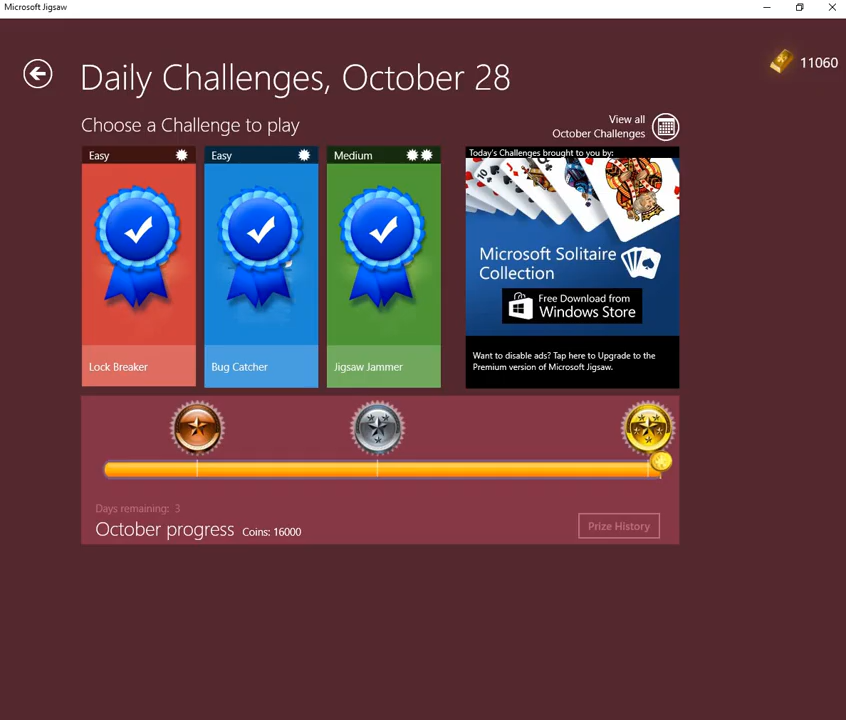 Microsoft Jigsaw
11060
Daily Challenges, October 28
Choose a Challenge to play
View all
October Challenges
Easy
Easy
Medium
Today's Challenges brought to you by:
Microsoft Solitaire
Collection
Free Download from
Windows Store
Want to disable ads? Tap here to Upgrade to the
Premium version of Microsoft Jigsaw.
Lock Breaker
Bug Catcher
Jigsaw Jammer
Days remaining: 3
October progress Coins: 16000
Prize History